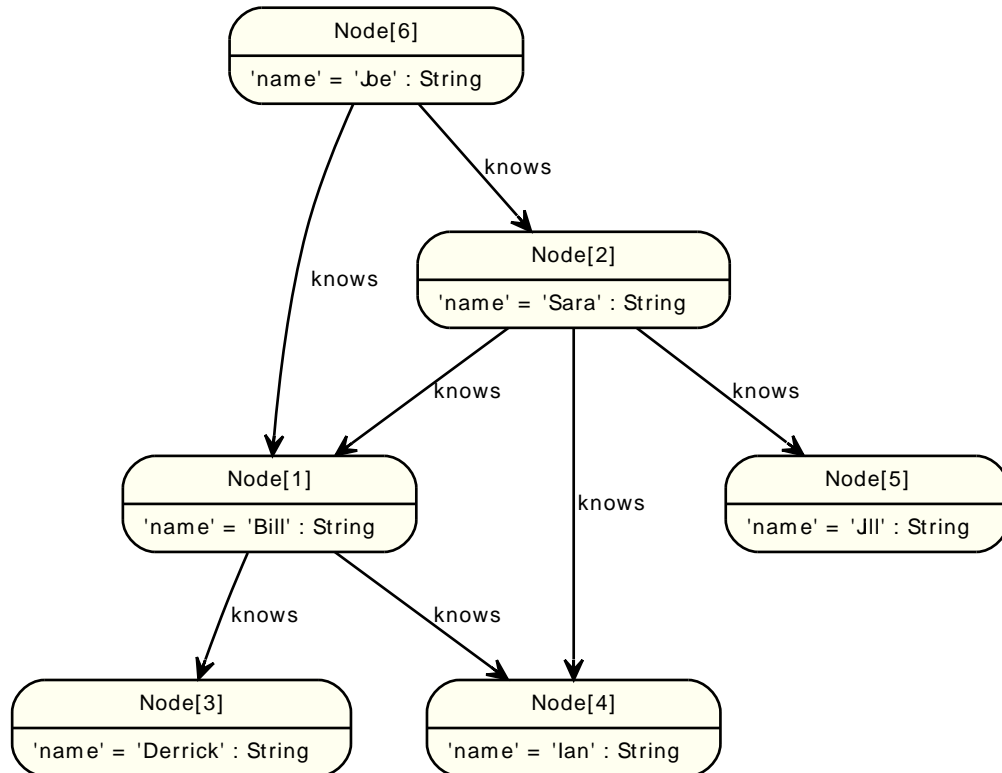 Node[6]
'name' = 'Joe' : String
knows
Node[2]
knows
'name' = 'Sara' : String
knows
knows
Node[1]
Node[5]
knows
'name' = 'Bill' : String
'name' = 'Jill' : String
knows
knows
Node[3]
Node[4]
'name' = 'Derrick' : String
'name' = 'Ian' : String